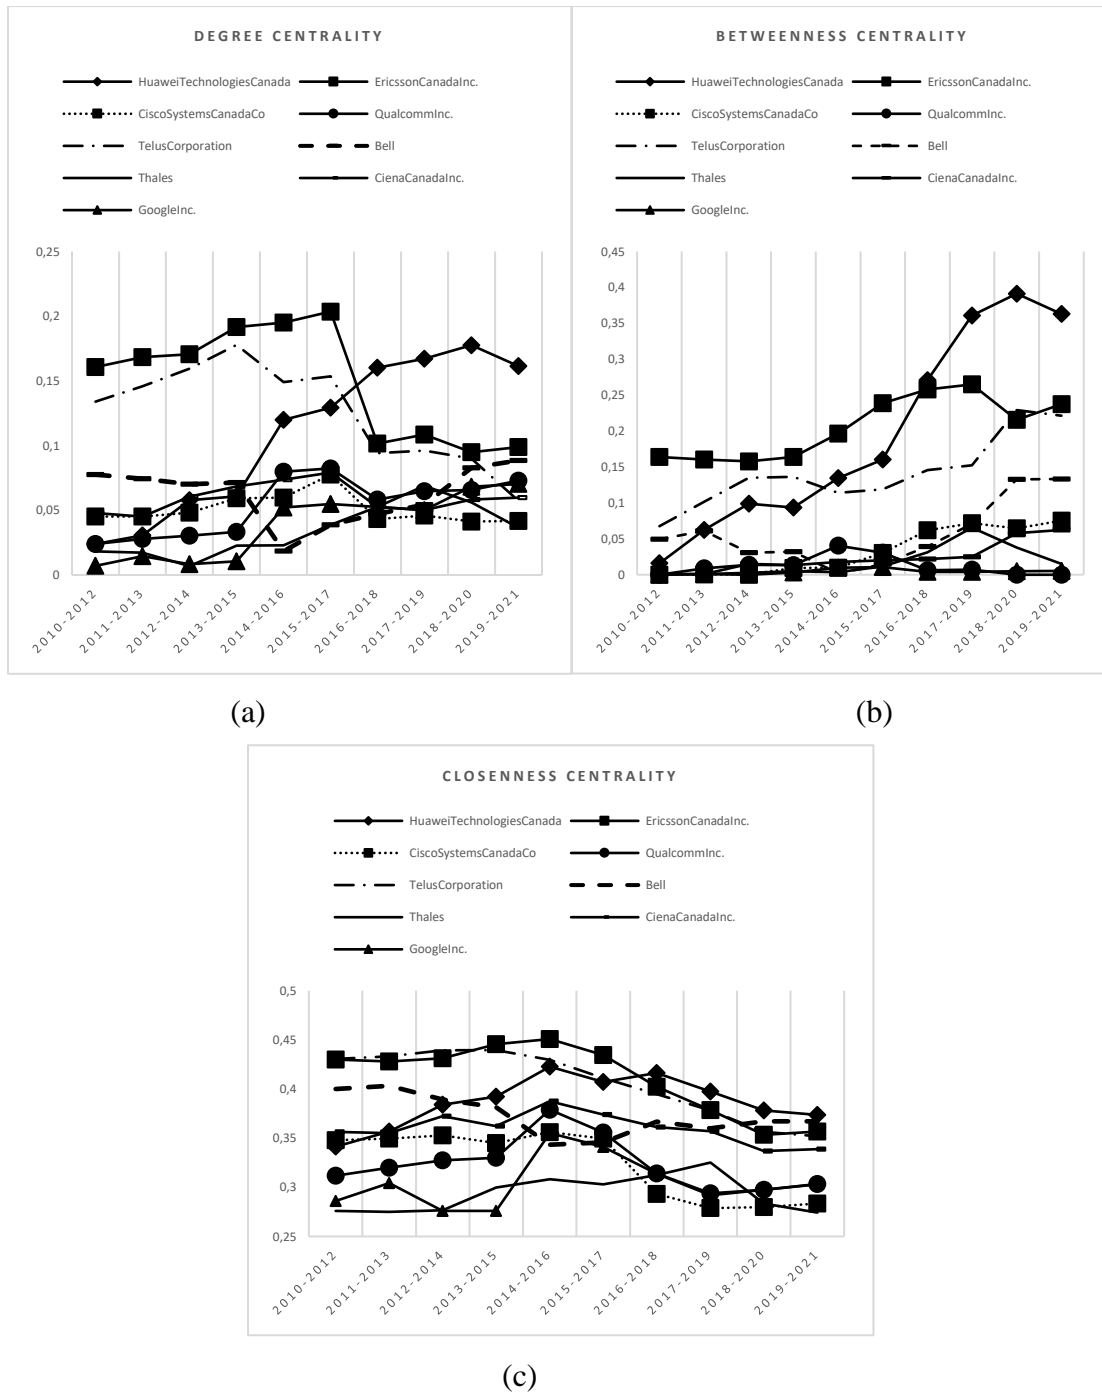 DEGREE CENTRALITY
HuaweiTechnologiesCanada
EricssonCanadaInc.
CiscoSystemsCanadaCo
QualcommInc.
TelusCorporation
Bell
Thales
CienaCanadaInc.
GoogleInc.
0,25
0,2
0,15
0,1
0,05
0
2010-2012
2011-2013
2012-2014
2013-2015
2014-2016
2015-2017
2016-2018
2017-2019
2018-2020
2019-2021
(a)
BETWEENNESS CENTRALITY
HuaweiTechnologiesCanada
EricssonCanadaInc.
CiscoSystemsCanadaCo
QualcommInc.
TelusCorporation
Bell
Thales
CienaCanadaInc.
GoogleInc.
0,45
0,4
0,35
0,3
0,25
0,2
0,15
0,1
0,05
0
2010-2012
2011-2013
2012-2014
2013-2015
2014-2016
2015-2017
2016-2018
2017-2019
2018-2020
2019-2021
(b)
CLOSENNESS CENTRALITY
HuaweiTechnologiesCanada
EricssonCanadaInc.
CiscoSystemsCanadaCo
QualcommInc.
TelusCorporation
Bell
Thales
CienaCanadaInc.
GoogleInc.
0,5
0,45
0,4
0,35
0,3
0,25
2010-2012
2011-2013
2012-2014
2013-2015
2014-2016
2015-2017
2016-2018
2017-2019
2018-2020
2019-2021
(c)